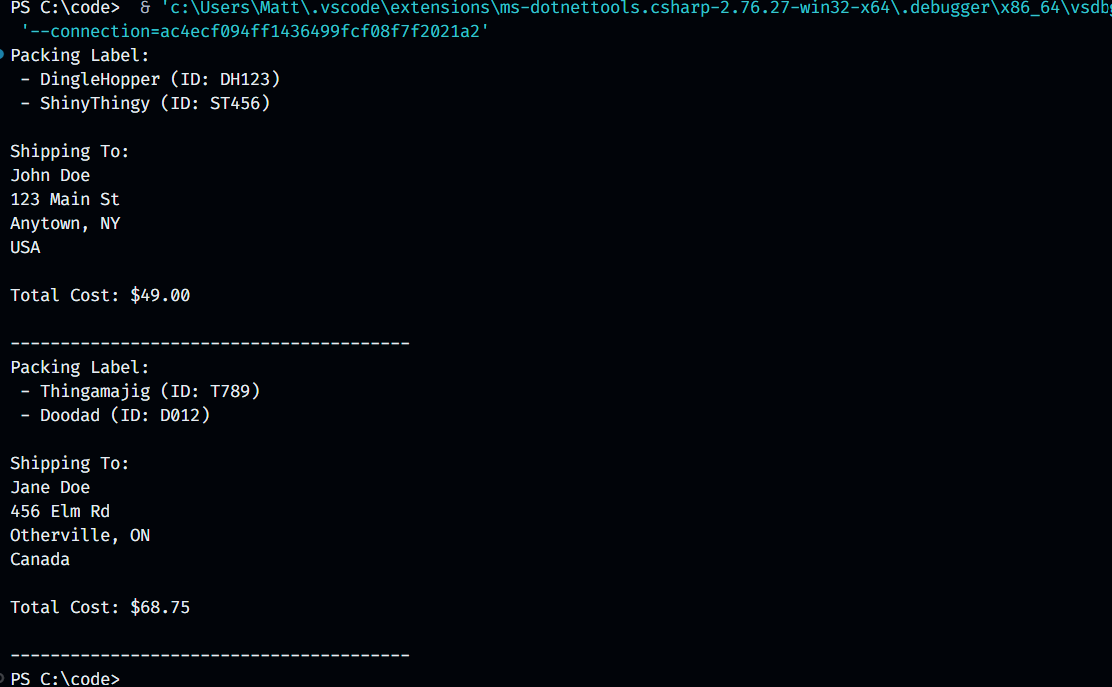 PS C:\code>  & 'c:\Users\Matt\.vscode\extensions\ms-dotnettools.csharp-2.76.27-win32-x64\.debugger\x86_64\vsdbg
'--connection=ac4ecf094ff1436499fcf08f7f2021a2'
Packing Label:
- DingleHopper (ID: DH123)
- ShinyThingy (ID: ST456)
Shipping To:
John Doe
123 Main St
Anytown, NY
USA
Total Cost: $49.00
----------------------------------------
Packing Label:
- Thingamajig (ID: T789)
- Doodad (ID: D012)
Shipping To:
Jane Doe
456 Elm Rd
Otherville, ON
Canada
Total Cost: $68.75
----------------------------------------
PS C:\code>